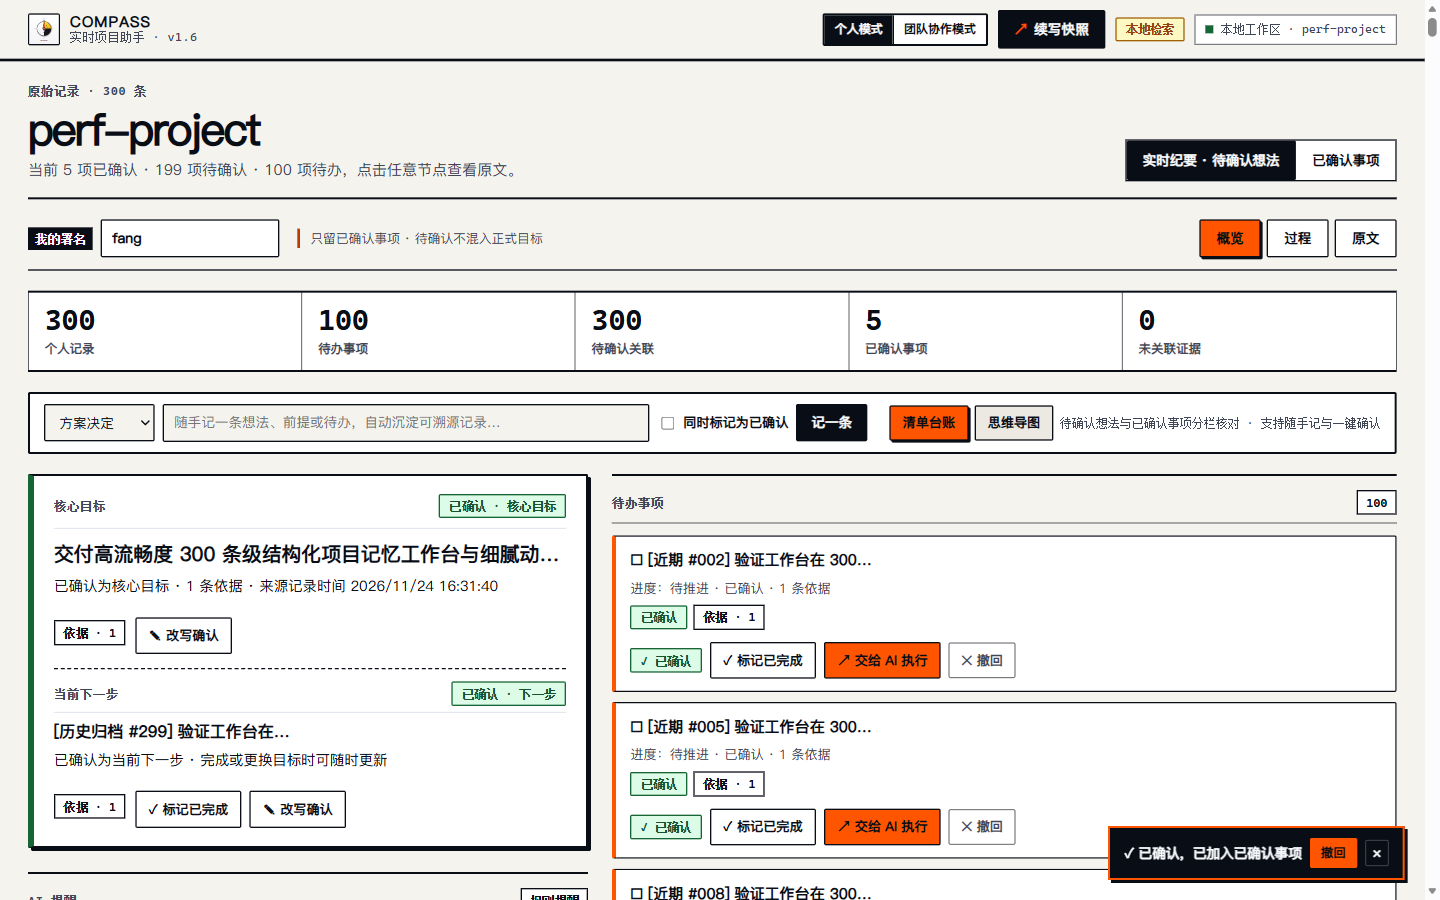 COMPASS
实时项目助手 · v1.6
个人模式 团队协作模式 ↗ 续写快照 本地检索 本地工作区 · perf-project
原始记录 · 300 条
perf-project
当前 5 项已确认 · 199 项待确认 · 100 项待办，点击任意节点查看原文。
实时纪要 · 待确认想法 已确认事项
我的署名 fang 只留已确认事项 · 待确认不混入正式目标 概览 过程 原文
300 100 300 5 0
个人记录 待办事项 待确认关联 已确认事项 未关联证据
方案决定 随手记一条想法、前提或待办，自动沉淀可溯源记录... 同时标记为已确认 记一条 清单台账 思维导图 待确认想法与已确认事项分栏核对 · 支持随手记与一键确认
核心目标 已确认 · 核心目标
交付高流畅度 300 条级结构化项目记忆工作台与细腻动...
已确认为核心目标 · 1 条依据 · 来源记录时间 2026/11/24 16:31:40
依据 · 1 ✎ 改写确认
当前下一步 已确认 · 下一步
[历史归档 #299] 验证工作台在...
已确认为当前下一步 · 完成或更换目标时可随时更新
依据 · 1 ✓ 标记已完成 ✎ 改写确认
待办事项 100
☐ [近期 #002] 验证工作台在 300...
进度：待推进 · 已确认 · 1 条依据
已确认 依据 · 1
✓ 已确认 ✓ 标记已完成 ↗ 交给 AI 执行 ✕ 撤回
☐ [近期 #005] 验证工作台在 300...
进度：待推进 · 已确认 · 1 条依据
已确认 依据 · 1
✓ 已确认 ✓ 标记已完成 ↗ 交给 AI 执行 ✕ 撤回
☐ [近期 #008] 验证工作台在 300...
✓ 已确认，已加入已确认事项 撤回 ×
AI 提醒